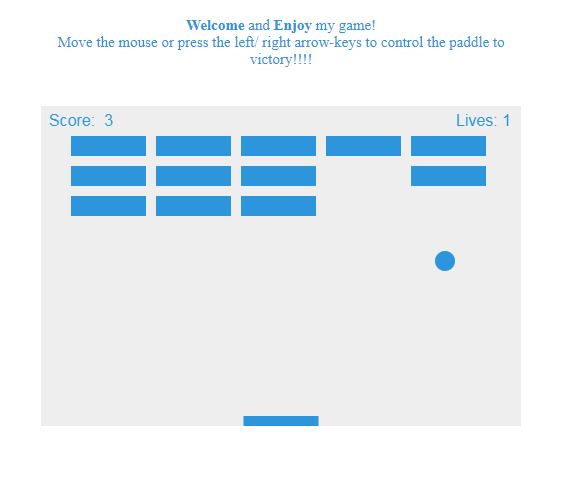 Welcome and Enjoy my game!
Move the mouse or press the left/ right arrow-keys to control the paddle to
victory!!!!
Score: 3
Lives: 1